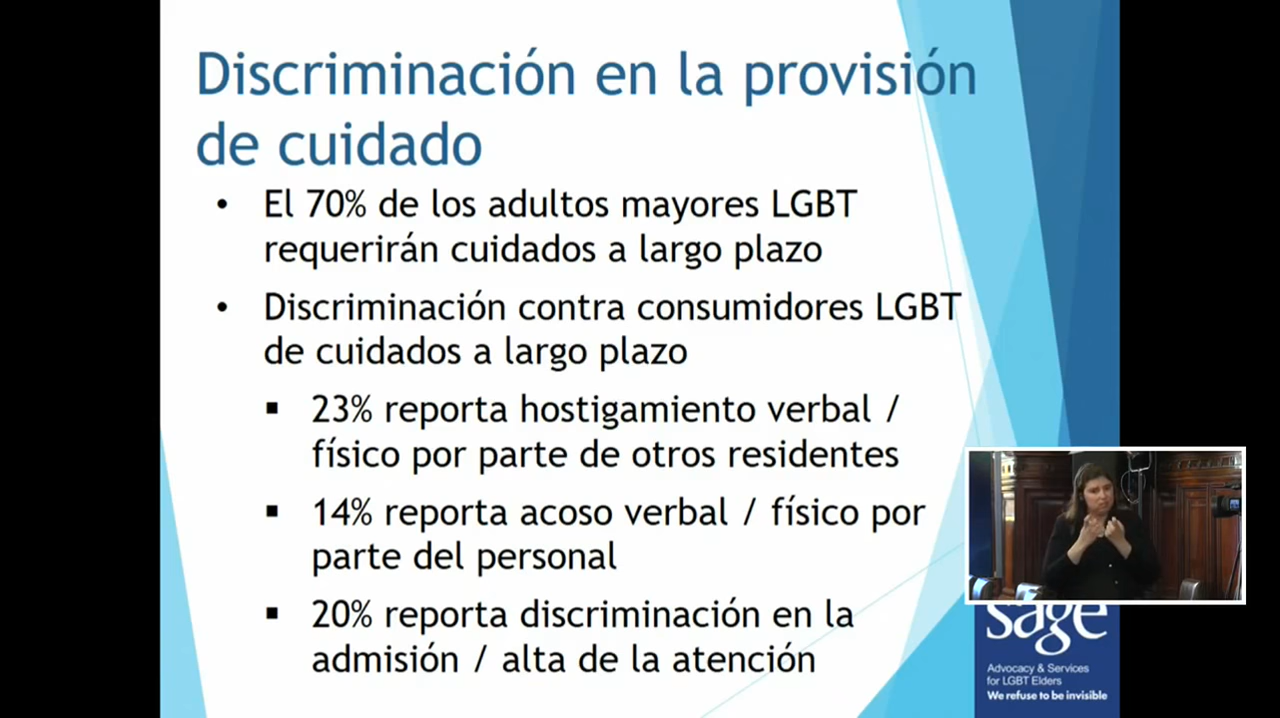 Discriminación en la provisión
de cuidado
• El 70% de los adultos mayores LGBT
requerirán cuidados a largo plazo
• Discriminación contra consumidores LGBT
de cuidados a largo plazo
▪ 23% reporta hostigamiento verbal /
físico por parte de otros residentes
▪ 14% reporta acoso verbal / físico por
parte del personal
▪ 20% reporta discriminación en la
admisión / alta de la atención
sage
Advocacy & Services
for LGBT Elders
We refuse to be invisible